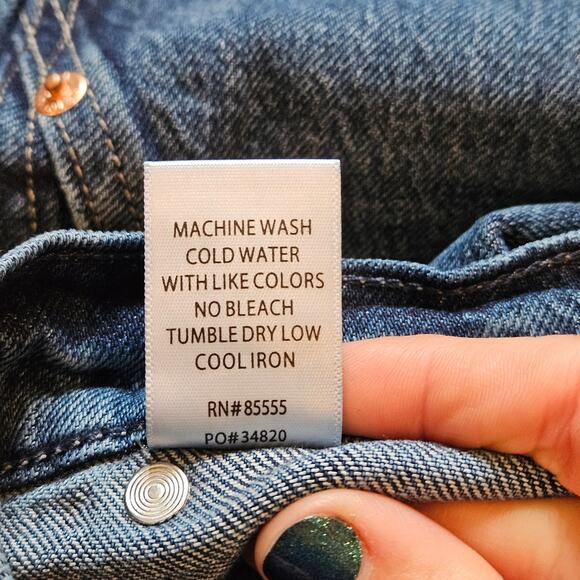 MACHINE WASH
COLD WATER
WITH LIKE COLORS
NO BLEACH
TUMBLE DRY LOW
COOL IRON
RN#85555
PO#34820